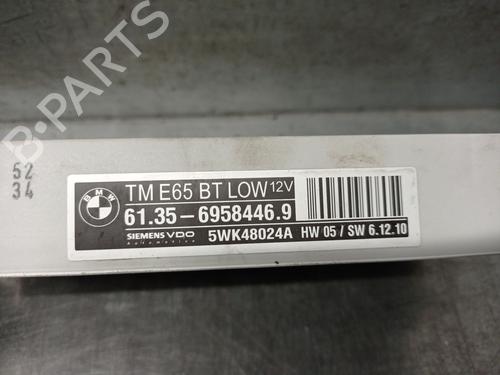 B-PARTS
52
34
BMW
TM E65 BT LOW 12V
61.35-6958446.9
SIEMENS VDO
Automotive
5WK48024A
HW 05 / SW 6.12.10